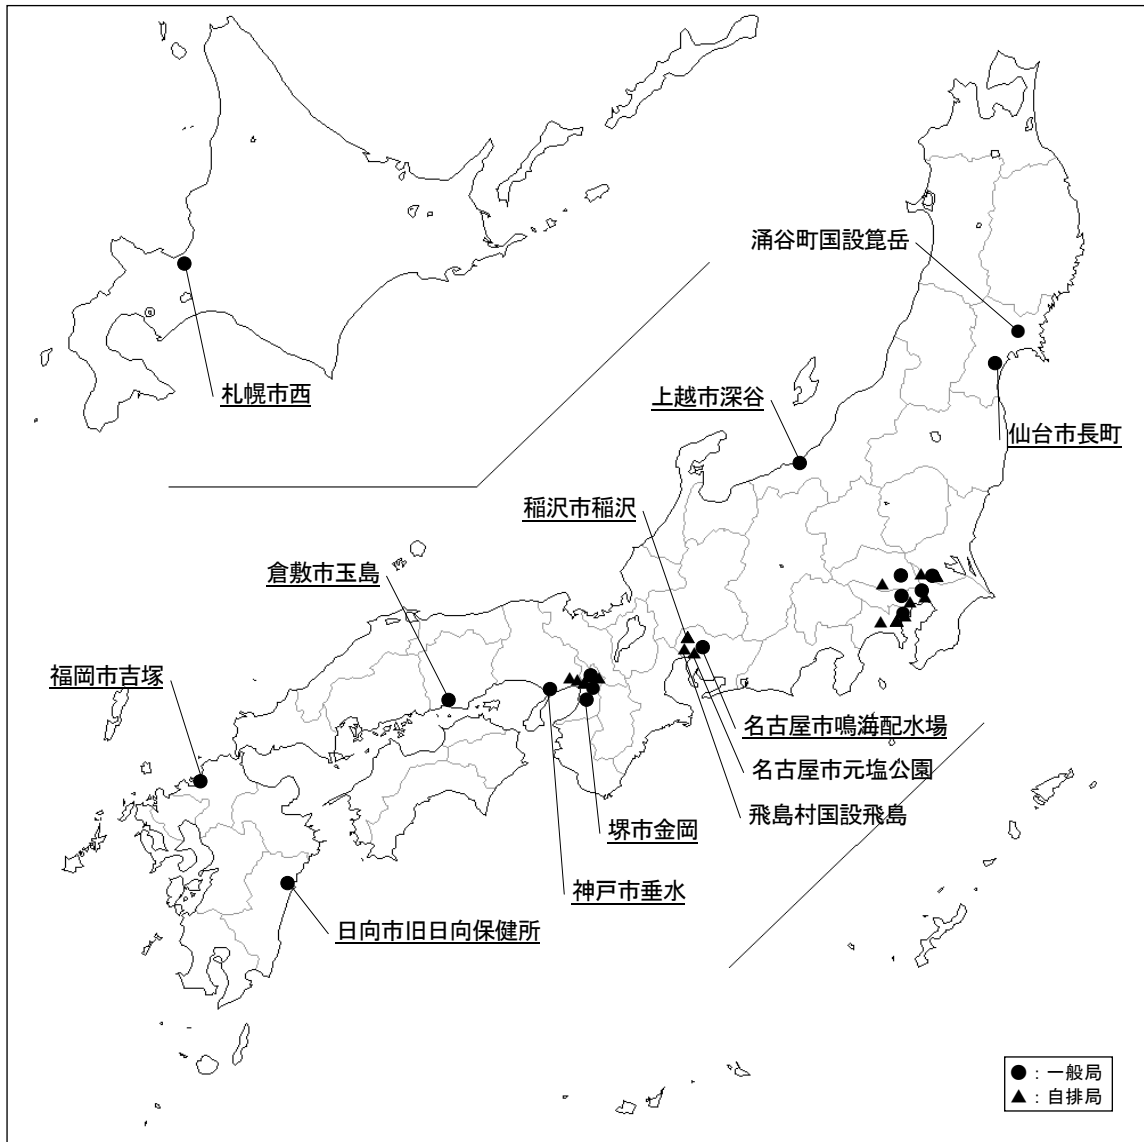 涌谷町国設箆岳
札幌市西
上越市深谷
仙台市長町
稲沢市稲沢
倉敷市玉島
福岡市吉塚
名古屋市鳴海配水場
名古屋市元塩公園
飛島村国設飛島
堺市金岡
神戸市垂水
日向市旧日向保健所
●：一般局
▲：自排局